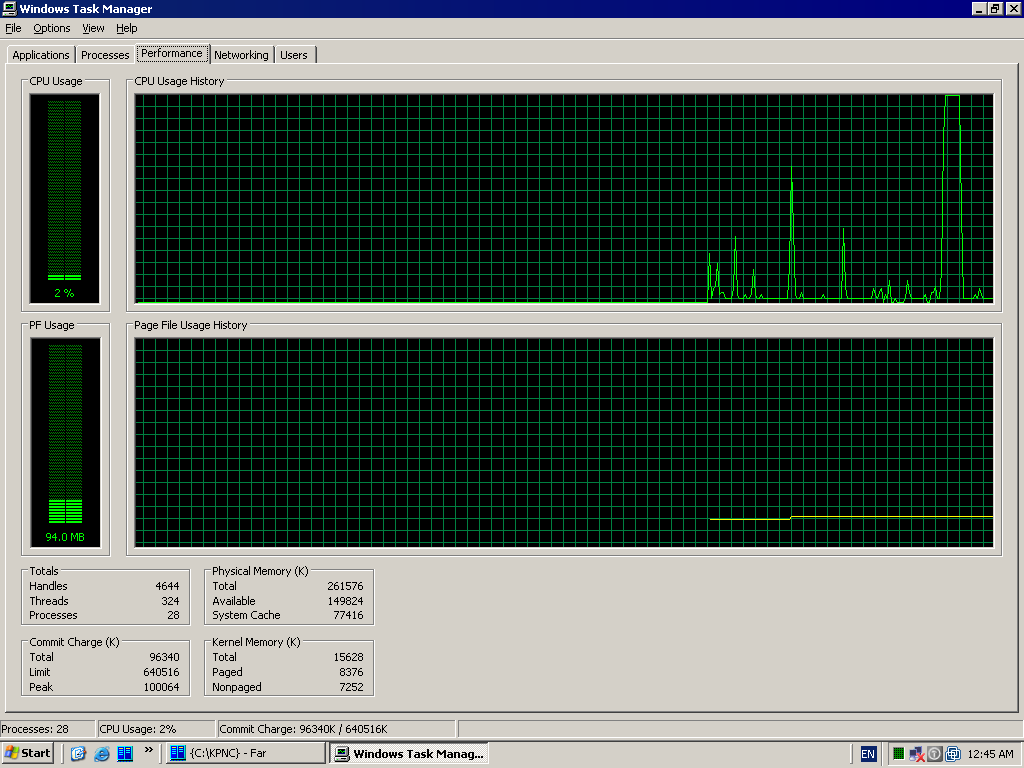 Windows Task Manager
File Options View Help
Applications Processes Performance Networking Users
CPU Usage
2 %
CPU Usage History
PF Usage
94.0 MB
Page File Usage History
Totals
Handles 4644
Threads 324
Processes 28
Physical Memory (K)
Total 261576
Available 149824
System Cache 77416
Commit Charge (K)
Total 96340
Limit 640516
Peak 100064
Kernel Memory (K)
Total 15628
Paged 8376
Nonpaged 7252
Processes: 28 CPU Usage: 2% Commit Charge: 96340K / 640516K
Start » {C:\KPNC} - Far Windows Task Manag... EN 12:45 AM